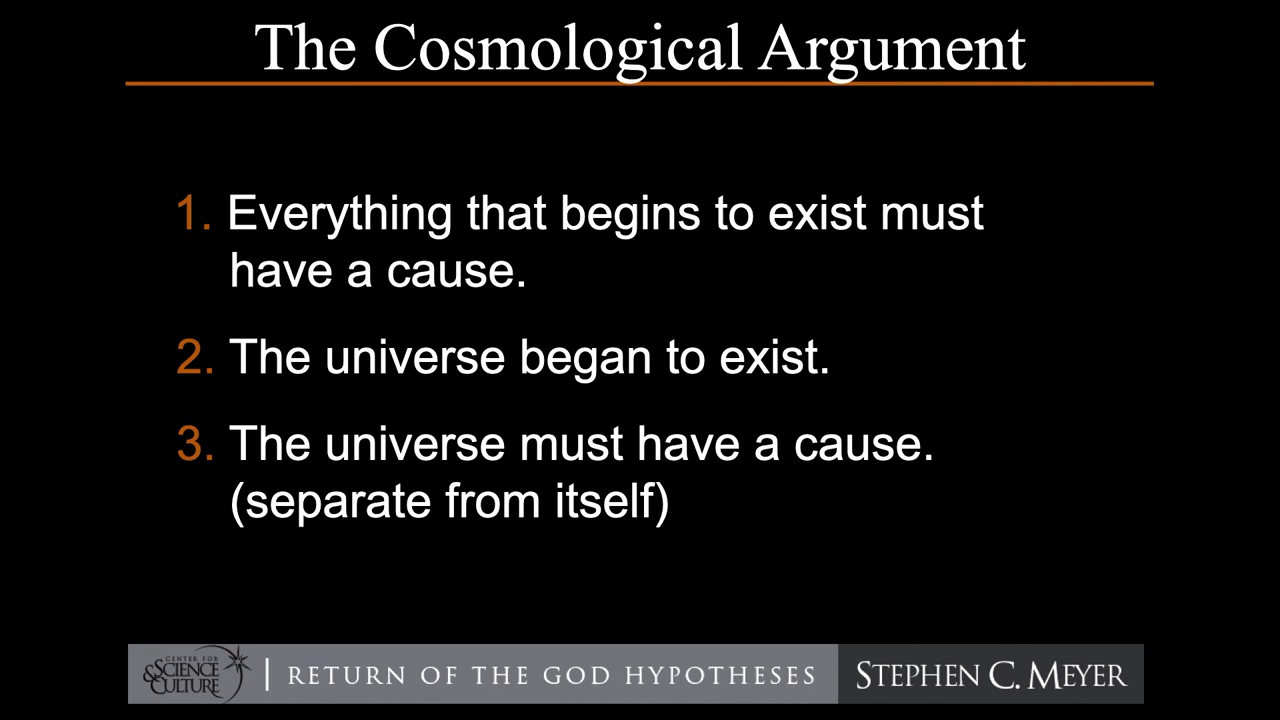 The Cosmological Argument
1. Everything that begins to exist must
have a cause.
2. The universe began to exist.
3. The universe must have a cause.
(separate from itself)
CENTER FOR
&SCIENCE
CULTURE
RETURN OF THE GOD HYPOTHESES
STEPHEN C. MEYER